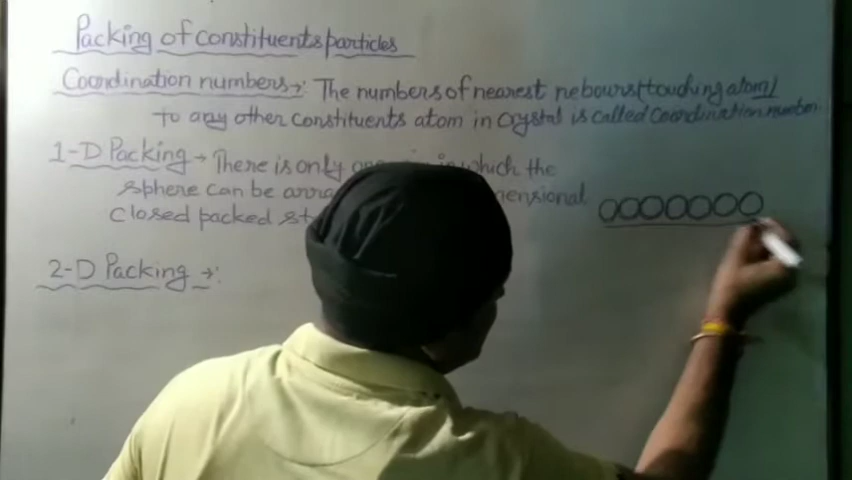 Packing of constituents particles
Coordination numbers → : The numbers of nearest nebours (touching atom)
to any other constituents atom in crystal is called coordination number.
1-D Packing → There is only which the
sphere can be closed packed
2-D Packing → :